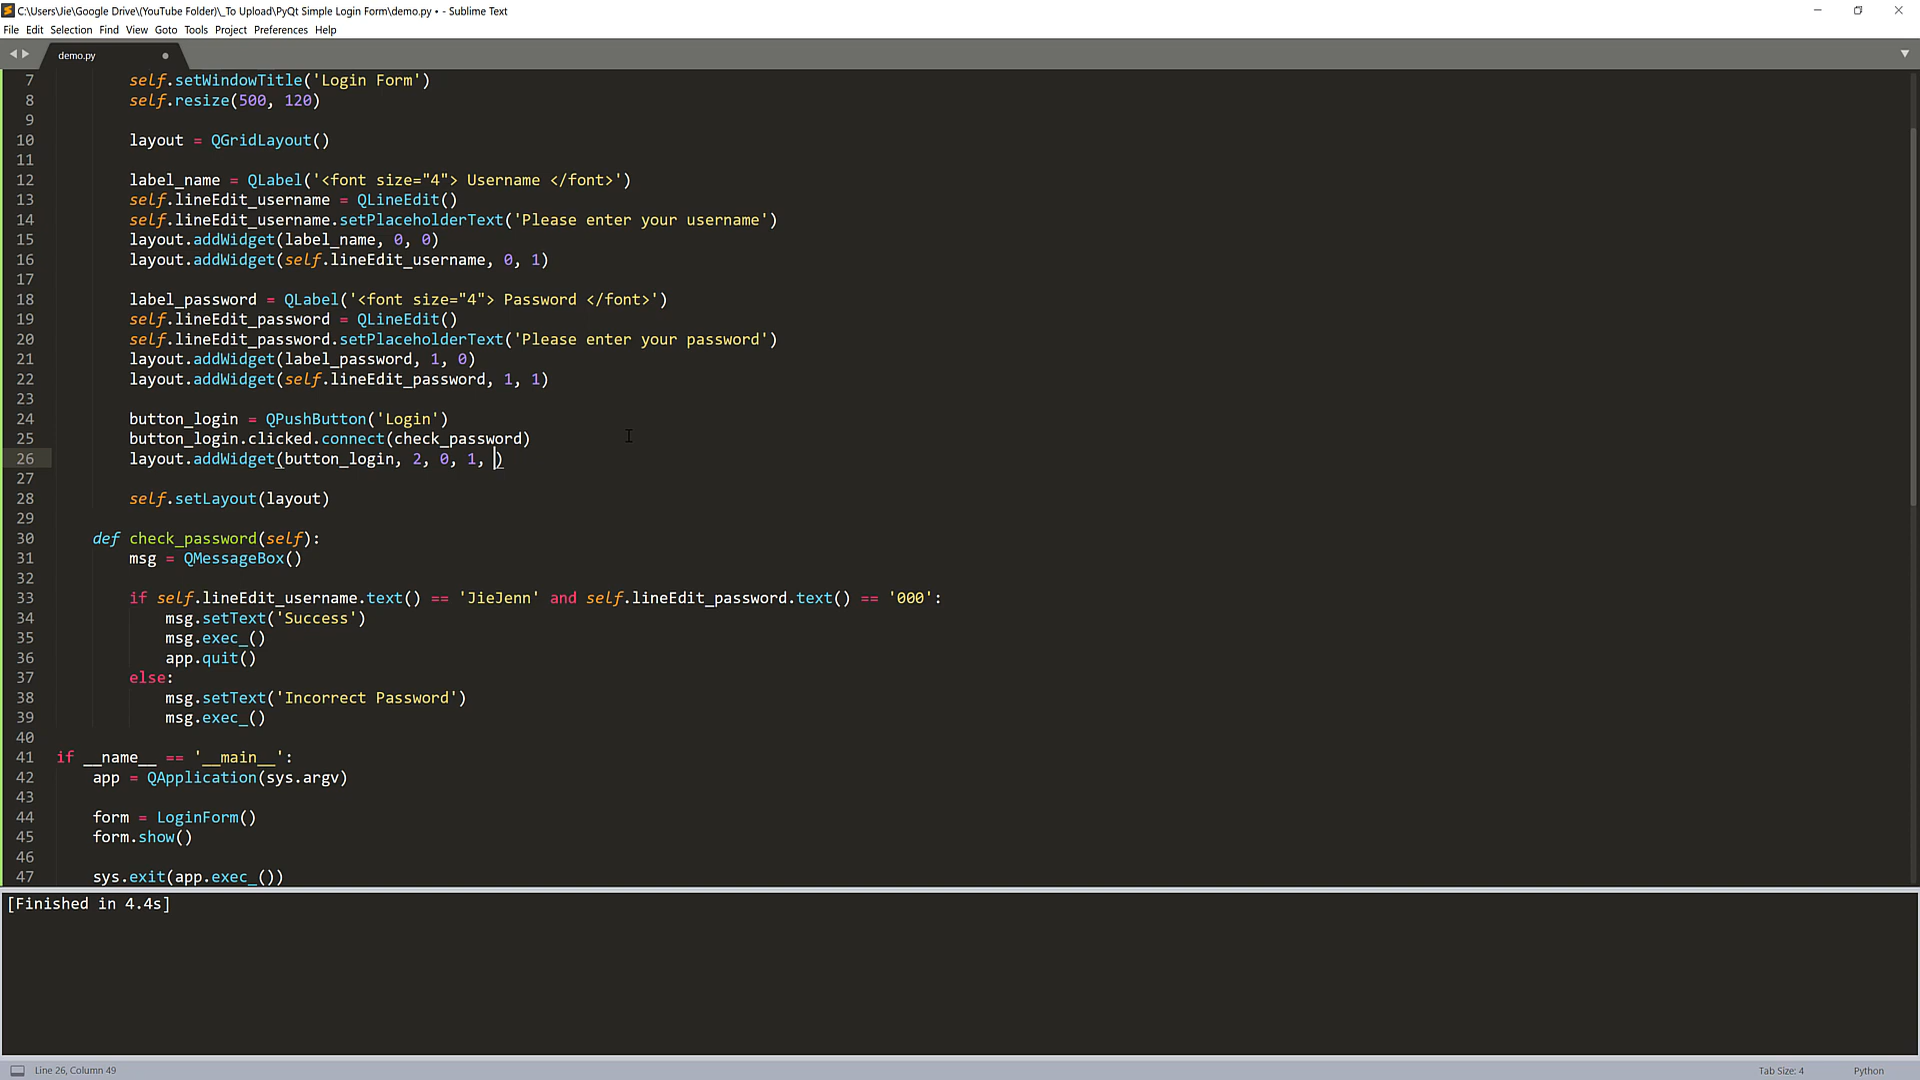 C:\Users\Jie\Google Drive\(YouTube Folder)\_To Upload\PyQt Simple Login Form\demo.py • - Sublime Text
File Edit Selection Find View Goto Tools Project Preferences Help
demo.py
7 self.setWindowTitle('Login Form')
8 self.resize(500, 120)
9
10 layout = QGridLayout()
11
12 label_name = QLabel('<font size="4"> Username </font>')
13 self.lineEdit_username = QLineEdit()
14 self.lineEdit_username.setPlaceholderText('Please enter your username')
15 layout.addWidget(label_name, 0, 0)
16 layout.addWidget(self.lineEdit_username, 0, 1)
17
18 label_password = QLabel('<font size="4"> Password </font>')
19 self.lineEdit_password = QLineEdit()
20 self.lineEdit_password.setPlaceholderText('Please enter your password')
21 layout.addWidget(label_password, 1, 0)
22 layout.addWidget(self.lineEdit_password, 1, 1)
23
24 button_login = QPushButton('Login')
25 button_login.clicked.connect(check_password)
26 layout.addWidget(button_login, 2, 0, 1, )
27
28 self.setLayout(layout)
29
30 def check_password(self):
31 msg = QMessageBox()
32
33 if self.lineEdit_username.text() == 'JieJenn' and self.lineEdit_password.text() == '000':
34 msg.setText('Success')
35 msg.exec_()
36 app.quit()
37 else:
38 msg.setText('Incorrect Password')
39 msg.exec_()
40
41 if __name__ == '__main__':
42 app = QApplication(sys.argv)
43
44 form = LoginForm()
45 form.show()
46
47 sys.exit(app.exec_())
[Finished in 4.4s]
Line 26, Column 49 Tab Size: 4 Python